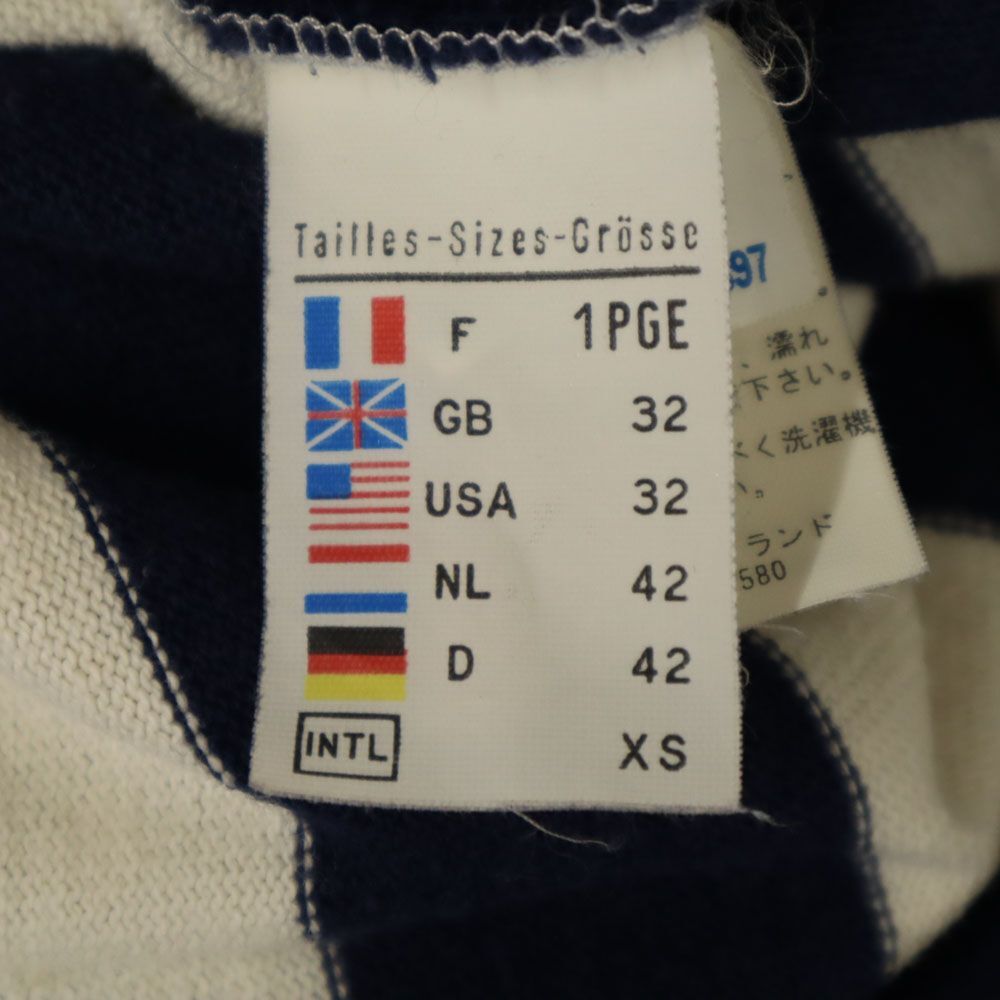 Tailles-Sizes-Grösse
F 1PGE
GB 32
USA 32
NL 42
D 42
INTL XS
97
、濡れ
下さい。
く洗濯機
い。
ランド
580